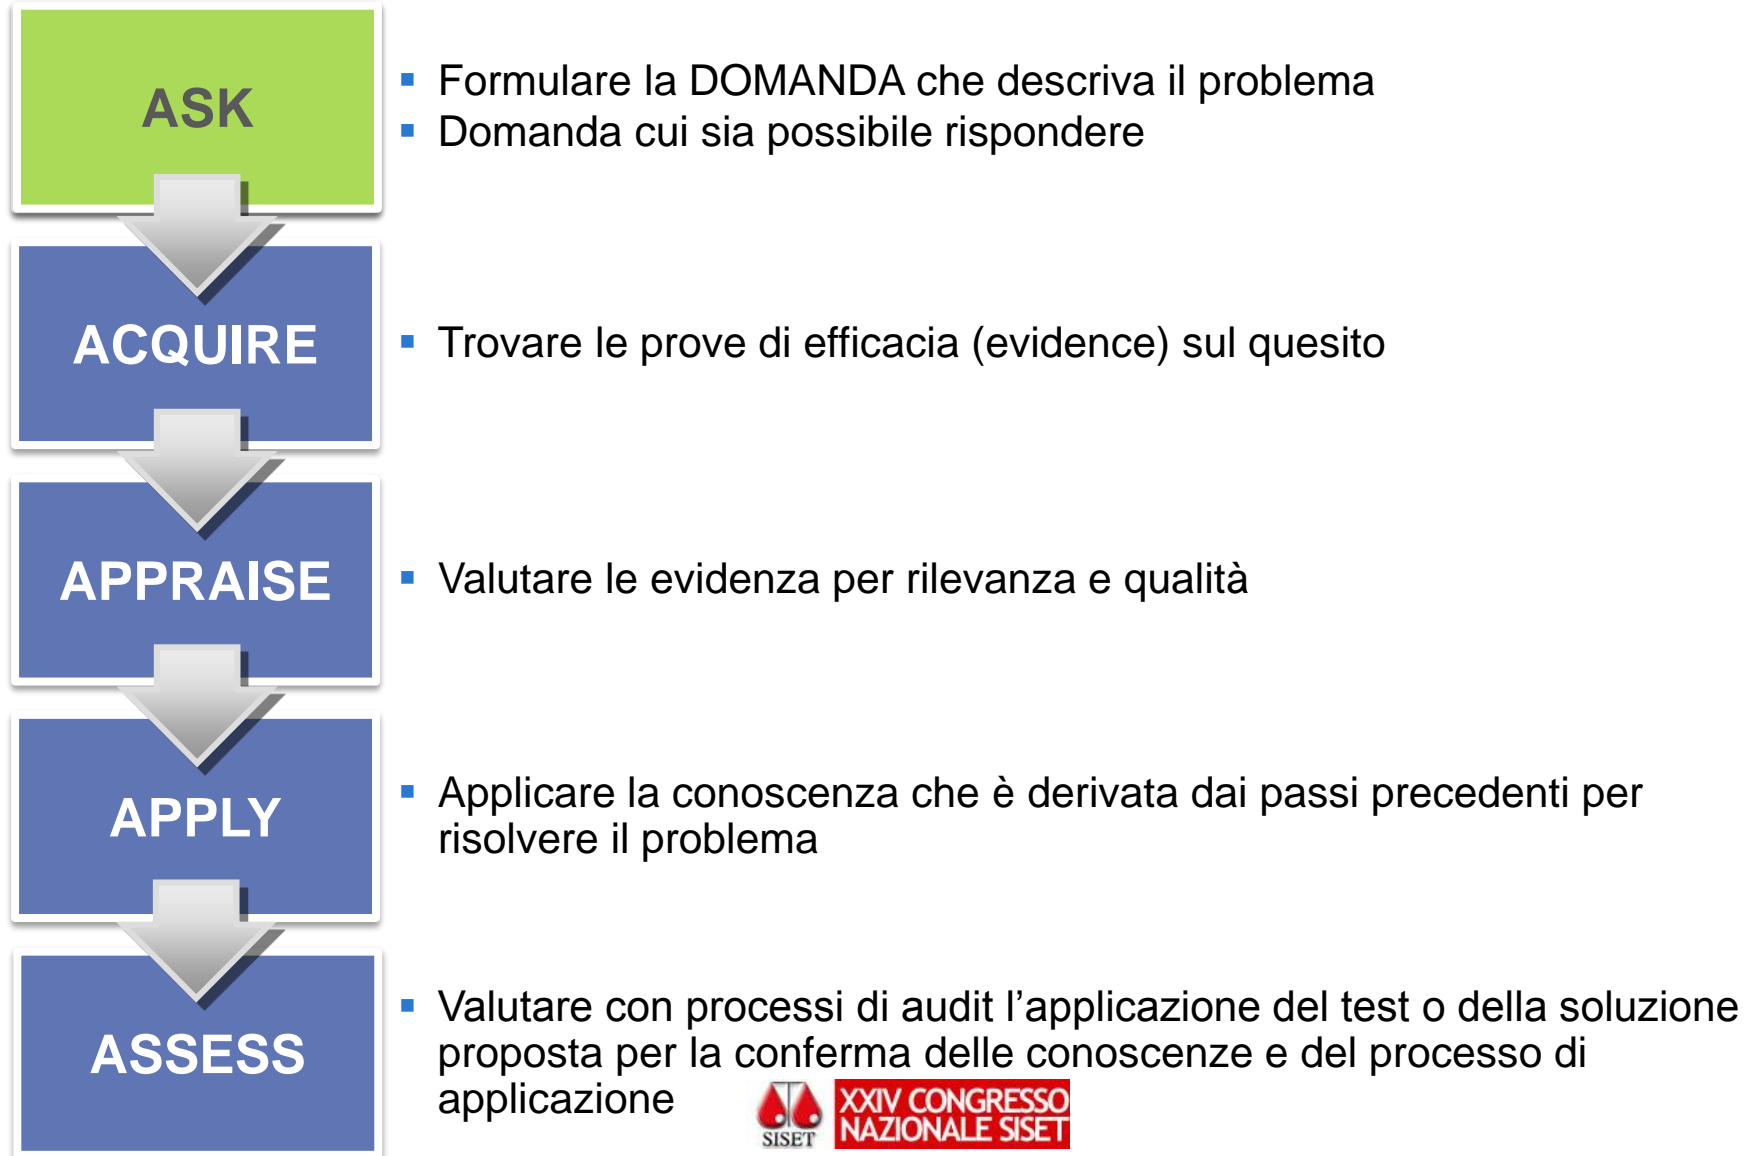 ASK
▪ Formulare la DOMANDA che descriva il problema
▪ Domanda cui sia possibile rispondere
ACQUIRE
▪ Trovare le prove di efficacia (evidence) sul quesito
APPRAISE
▪ Valutare le evidenza per rilevanza e qualità
APPLY
▪ Applicare la conoscenza che è derivata dai passi precedenti per
risolvere il problema
ASSESS
▪ Valutare con processi di audit l’applicazione del test o della soluzione
proposta per la conferma delle conoscenze e del processo di
applicazione
SISET
XXIV CONGRESSO
NAZIONALE SISET